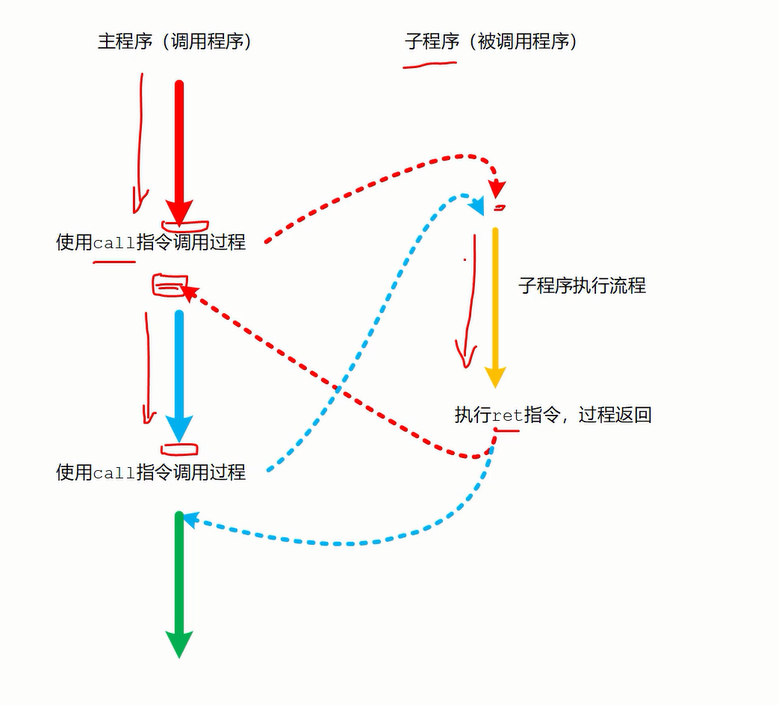 主程序（调用程序）
子程序（被调用程序）
使用call指令调用过程
子程序执行流程
执行ret指令，过程返回
使用call指令调用过程